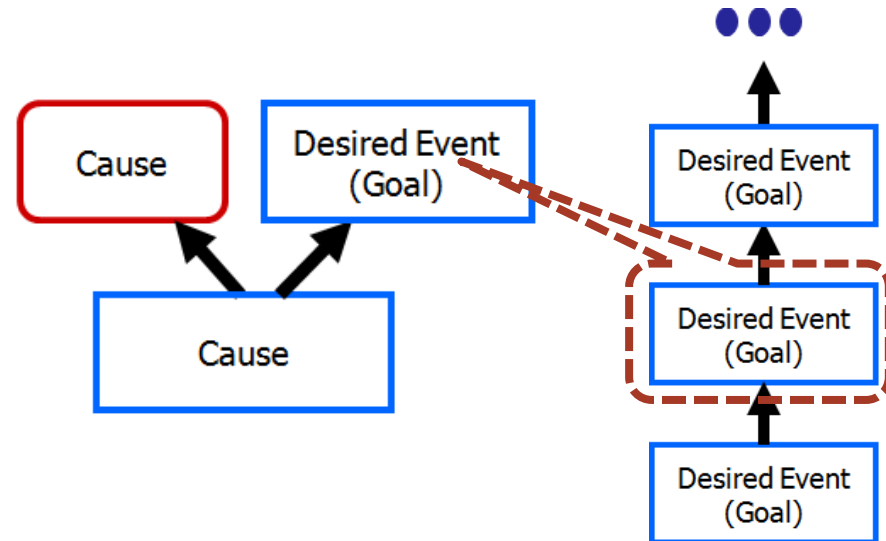 Cause
Desired Event
(Goal)
Cause
Desired Event
(Goal)
Desired Event
(Goal)
Desired Event
(Goal)